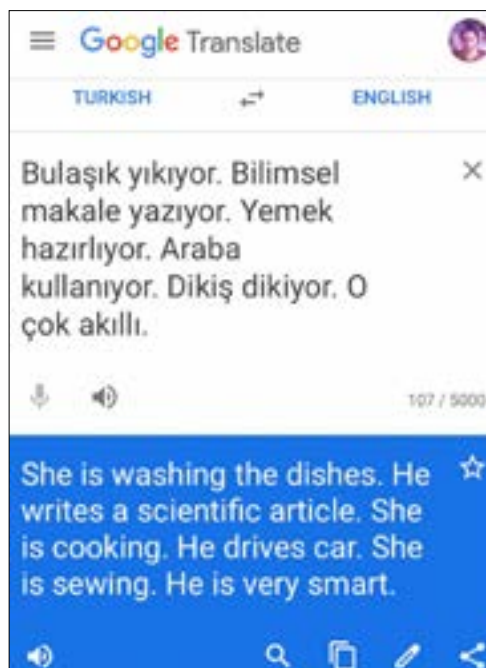 Google Translate
TURKISH ENGLISH
Bulaşık yıkıyor. Bilimsel
makale yazıyor. Yemek
hazırlıyor. Araba
kullanıyor. Dikiş dikiyor. O
çok akıllı.
107 / 5000
She is washing the dishes. He
writes a scientific article. She
is cooking. He drives car. She
is sewing. He is very smart.